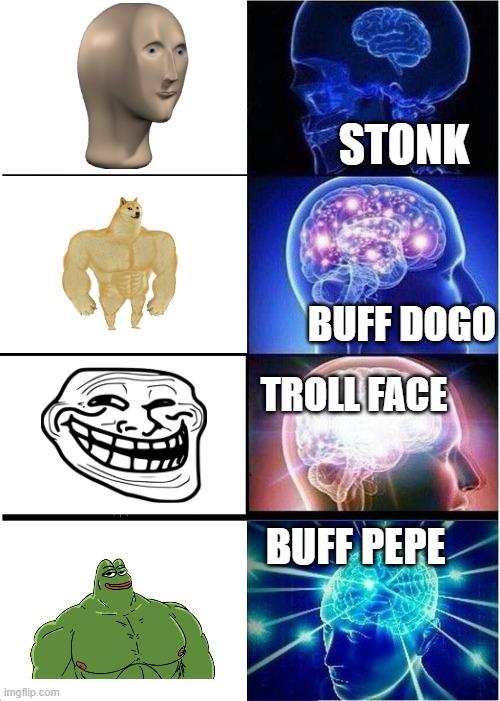 STONK
BUFF DOGO
TROLL FACE
BUFF PEPE
imgflip.com